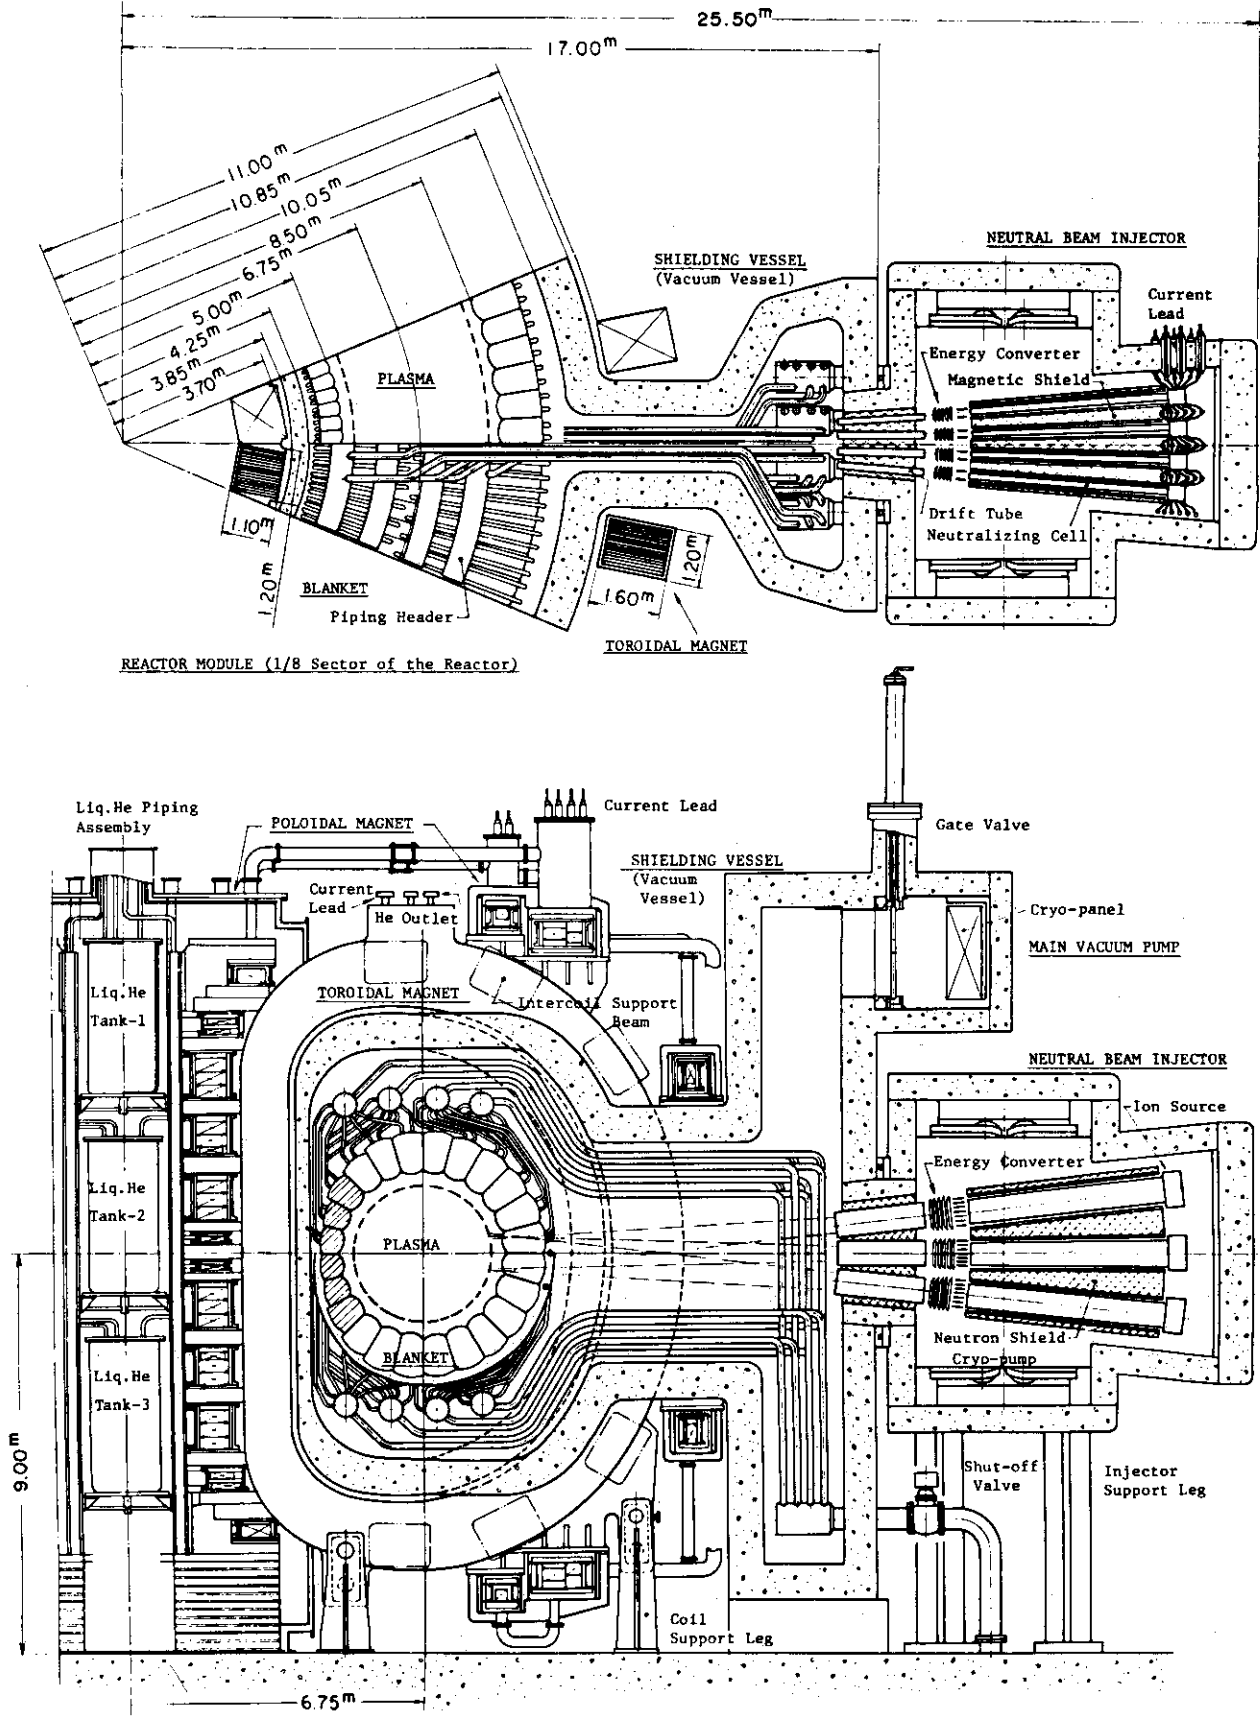 25.50m
17.00m
11.00 m
10.85m
10.05m
8.50m
6.75m
5.00m
4.25m
3.85m
3.70m
NEUTRAL BEAM INJECTOR
SHIELDING VESSEL
(Vacuum Vessel)
Current
Lead
Energy Converter
Magnetic Shield
PLASMA
Drift Tube
Neutralizing Cell
1.10m
1.20m
BLANKET
Piping Header
1.60m
1.20m
TOROIDAL MAGNET
REACTOR MODULE (1/8 Sector of the Reactor)
Liq.He Piping
Assembly
POLOIDAL MAGNET
Current Lead
Gate Valve
SHIELDING VESSEL
(Vacuum
Vessel)
Current
Lead
He Outlet
Cryo-panel
MAIN VACUUM PUMP
TOROIDAL MAGNET
Intercoil Support
Beam
Liq.He
Tank-1
NEUTRAL BEAM INJECTOR
Ion Source
Energy Converter
Liq.He
Tank-2
PLASMA
Neutron Shield
Cryo-pump
BLANKET
Liq.He
Tank-3
9.00m
Shut-off
Valve
Injector
Support Leg
Coil
Support Leg
6.75m